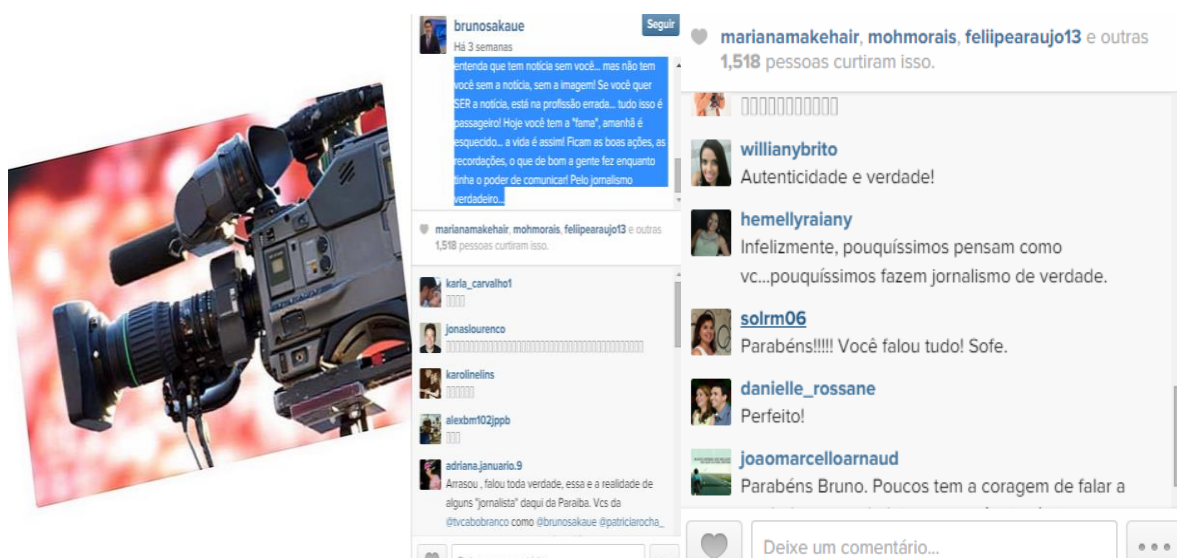 brunosakaue
Seguir
Há 3 semanas
entenda que tem notícia sem você... mas não tem
você sem a notícia, sem a imagem! Se você quer
SER a notícia, está na profissão errada... tudo isso é
passageiro! Hoje você tem a "fama", amanhã é
esquecido... a vida é assim! Ficam as boas ações, as
recordações, o que de bom a gente fez enquanto
tinha o poder de comunicar! Pelo jornalismo
verdadeiro...
marianamakehair, mohmorais, feliipearaujo13 e outras
1,518 pessoas curtiram isso.
karla_carvalho1
jonaslourenco
karolinelins
alexbm102jppb
adriana.januario.9
Arrasou , falou toda verdade, essa e a realidade de
alguns "jornalista" daqui da Paraiba. Vcs da
@tvcabobranco como @brunosakaue @patriciarocha_
marianamakehair, mohmorais, feliipearaujo13 e outras
1,518 pessoas curtiram isso.
willianybrito
Autenticidade e verdade!
hemellyraiany
Infelizmente, pouquíssimos pensam como
vc...pouquíssimos fazem jornalismo de verdade.
solrm06
Parabéns!!!!! Você falou tudo! Sofe.
danielle_rossane
Perfeito!
joaomarcelloarnaud
Parabéns Bruno. Poucos tem a coragem de falar a
Deixe um comentário...